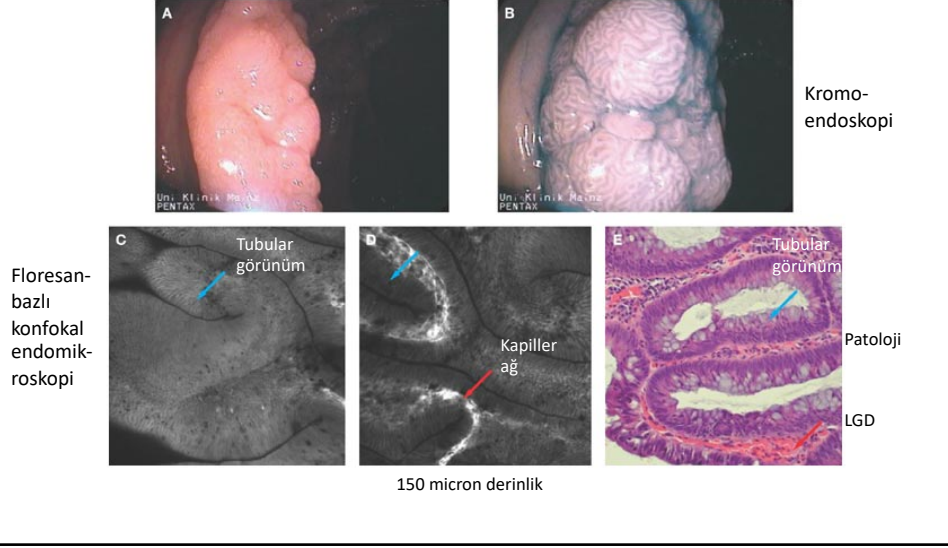 A
B
Uni Klinik Mainz
PENTAX
Uni Klinik Mainz
PENTAX
Kromo-
endoskopi
Floresan-
bazlı
konfokal
endomik-
roskopi
C
Tubular
görünüm
D
Kapiller
ağ
E
Tubular
görünüm
Patoloji
LGD
150 micron derinlik